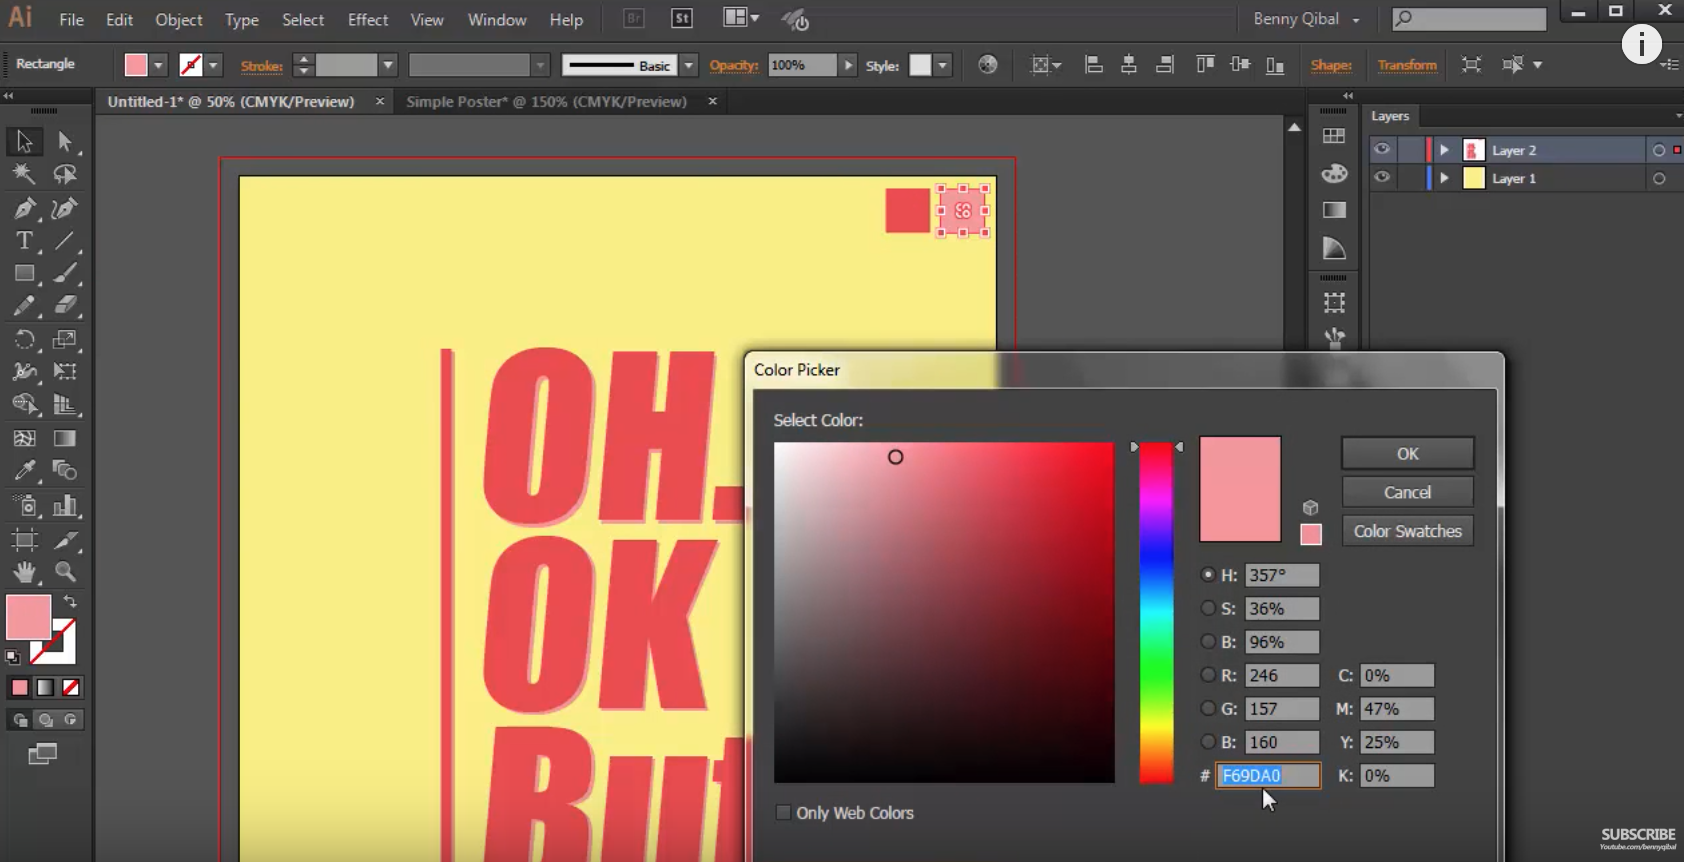 Ai File Edit Object Type Select Effect View Window Help Br St Benny Qibal
i
Rectangle Stroke: Basic Opacity: 100% Style: Shape: Transform
Untitled-1* @ 50% (CMYK/Preview) × Simple Poster* @ 150% (CMYK/Preview) ×
Layers
Layer 2
Layer 1
OH.
OK
But
Color Picker
Select Color:
OK
Cancel
Color Swatches
H: 357°
S: 36%
B: 96%
R: 246 C: 0%
G: 157 M: 47%
B: 160 Y: 25%
# F69DA0 K: 0%
Only Web Colors
SUBSCRIBE
Youtube.com/bennyqibal